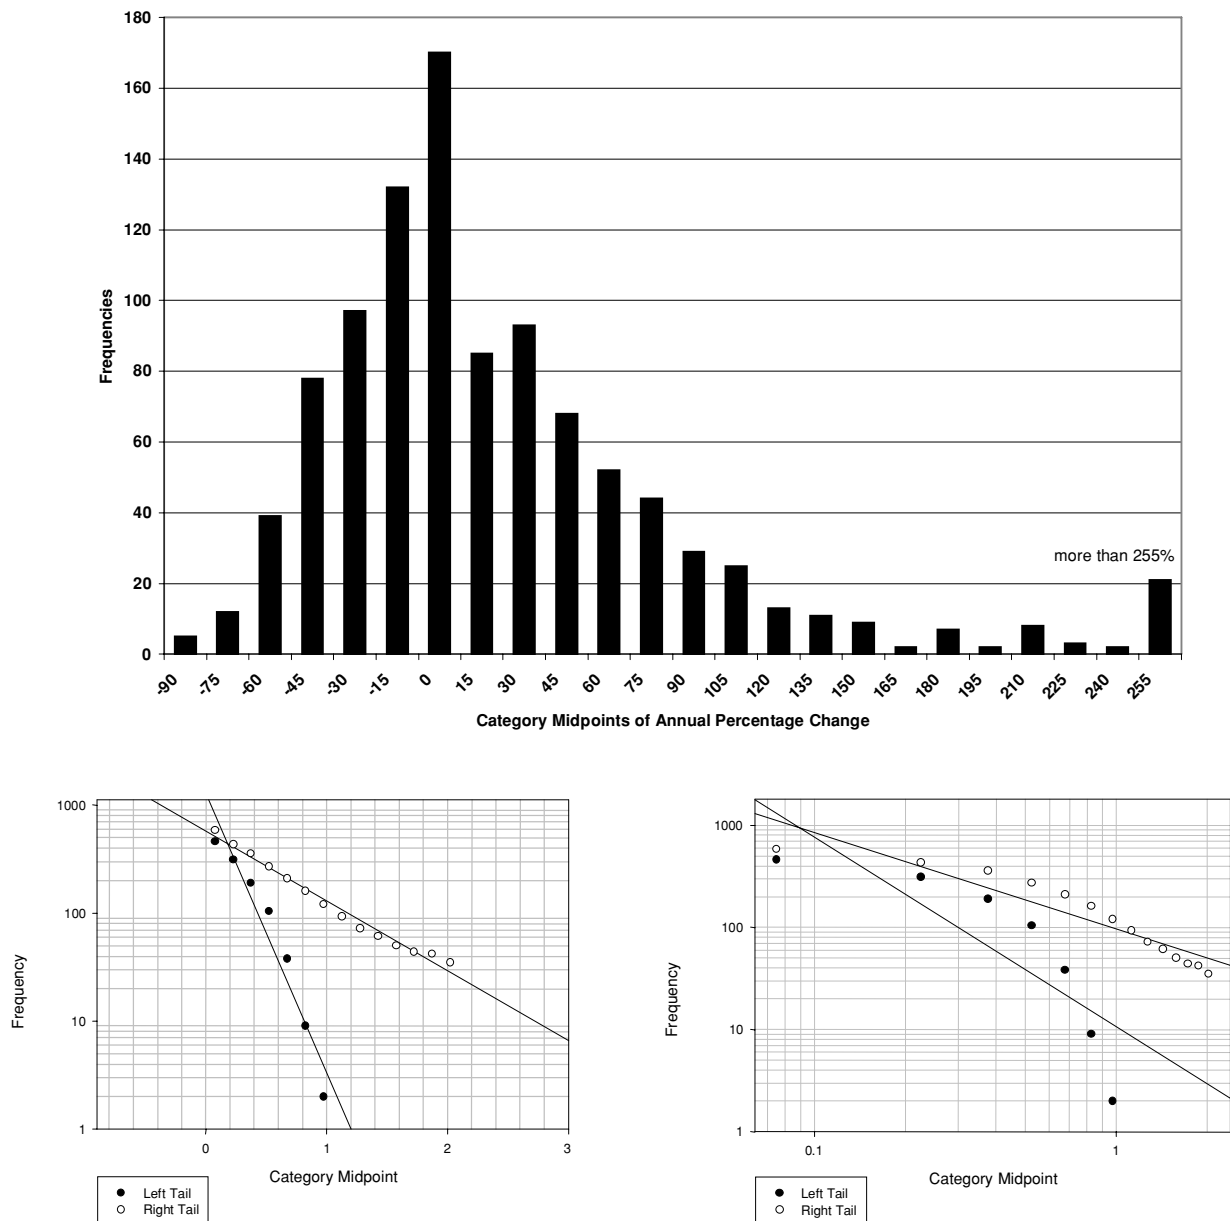 180
160
140
120
100
80
60
40
20
0
Frequencies
more than 255%
-90 -75 -60 -45 -30 -15 0 15 30 45 60 75 90 105 120 135 150 165 180 195 210 225 240 255
Category Midpoints of Annual Percentage Change
1000
100
10
1
Frequency
0 1 2 3
Category Midpoint
Left Tail
Right Tail
1000
100
10
1
Frequency
0.1 1
Category Midpoint
Left Tail
Right Tail